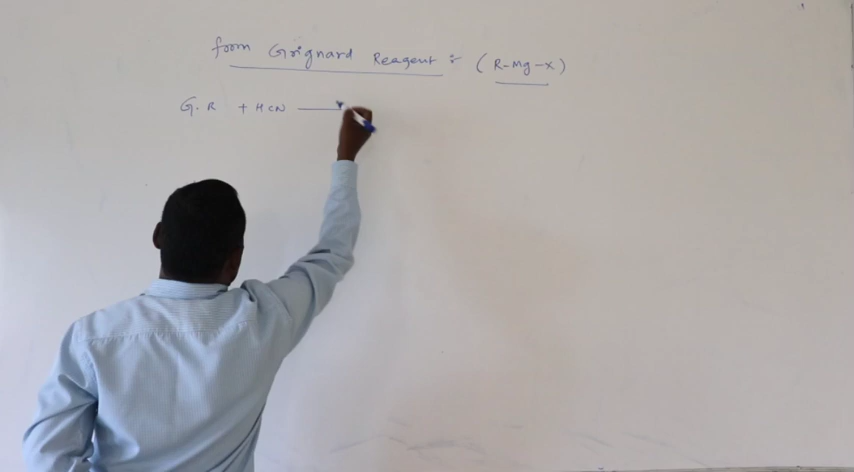 from Grignard Reagent :- (R-Mg-X)
G.R + HCN